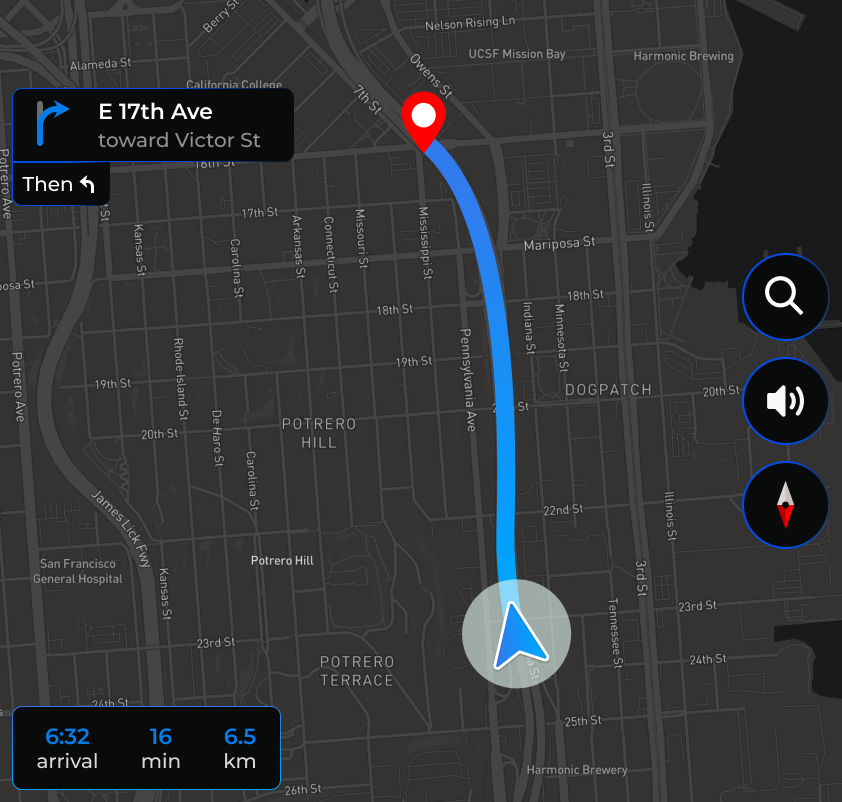 Berry St
Nelson Rising Ln
UCSF Mission Bay
Harmonic Brewing
Alameda St
California College
Owens St
7th St
E 17th Ave
toward Victor St
3rd St
16th St
Then
Potrero Ave
Illinois St
17th St
Kansas St
Carolina St
Arkansas St
Connecticut St
Missouri St
Mississippi St
Mariposa St
osa St
18th St
18th St
Indiana St
Minnesota St
Pennsylvania Ave
Rhode Island St
Potrero Ave
19th St
19th St
DOGPATCH
20th St
POTRERO
HILL
20th St
De Haro St
Carolina St
James Lick Fwy
22nd St
Illinois St
San Francisco
General Hospital
Potrero Hill
Kansas St
3rd St
Tennessee St
23rd St
23rd St
24th St
POTRERO
TERRACE
24th St
25th St
6:32
arrival
16
min
6.5
km
Harmonic Brewery
26th St